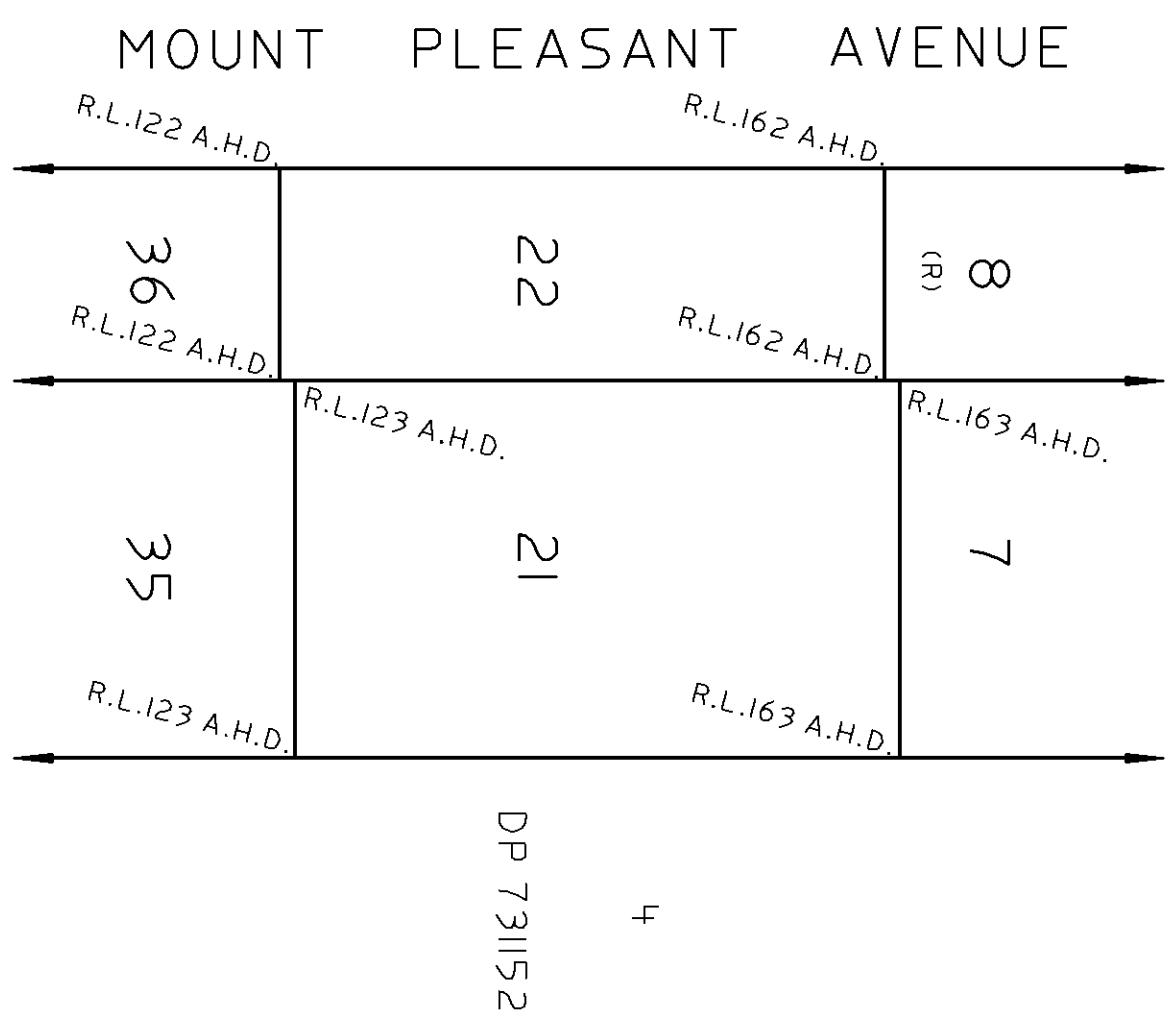 MOUNT PLEASANT AVENUE
R.L.122 A.H.D.
R.L.162 A.H.D.
36
22
8
(R)
R.L.122 A.H.D.
R.L.162 A.H.D.
R.L.123 A.H.D.
R.L.163 A.H.D.
35
21
7
R.L.123 A.H.D.
R.L.163 A.H.D.
4
DP 731152